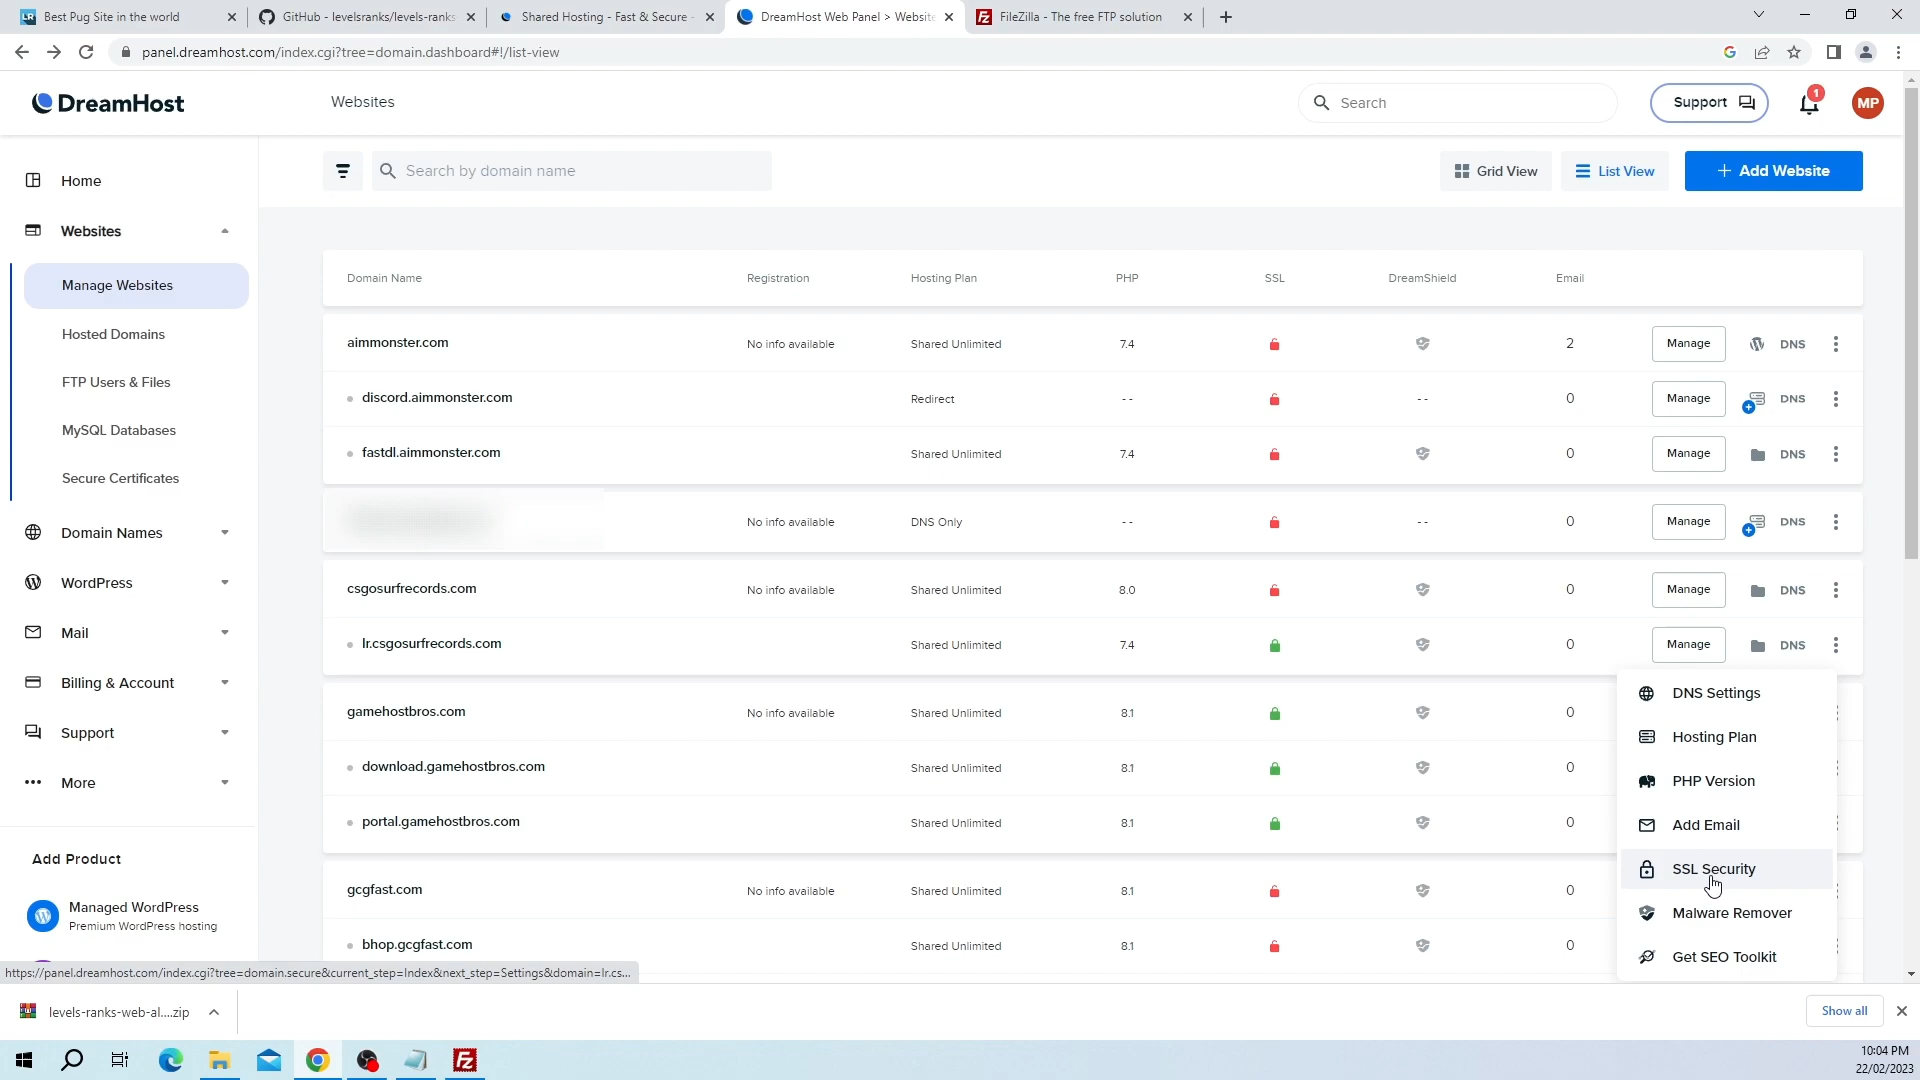 Best Pug Site in the world
GitHub - levelsranks/levels-ranks
Shared Hosting - Fast & Secure -
DreamHost Web Panel > Website
FileZilla - The free FTP solution
panel.dreamhost.com/index.cgi?tree=domain.dashboard#!/list-view
DreamHost
Websites
Search
Support
1
MP
Home
Websites
Manage Websites
Hosted Domains
FTP Users & Files
MySQL Databases
Secure Certificates
Domain Names
WordPress
Mail
Billing & Account
Support
More
Add Product
Managed WordPress
Premium WordPress hosting
Search by domain name
Grid View
List View
+ Add Website
Domain Name Registration Hosting Plan PHP SSL DreamShield Email
aimmonster.com No info available Shared Unlimited 7.4 2 Manage DNS
discord.aimmonster.com Redirect -- -- 0 Manage DNS
fastdl.aimmonster.com Shared Unlimited 7.4 0 Manage DNS
No info available DNS Only -- -- 0 Manage DNS
csgosurfrecords.com No info available Shared Unlimited 8.0 0 Manage DNS
lr.csgosurfrecords.com Shared Unlimited 7.4 0 Manage DNS
gamehostbros.com No info available Shared Unlimited 8.1 0
download.gamehostbros.com Shared Unlimited 8.1 0
portal.gamehostbros.com Shared Unlimited 8.1 0
gcgfast.com No info available Shared Unlimited 8.1 0
bhop.gcgfast.com Shared Unlimited 8.1 0
DNS Settings
Hosting Plan
PHP Version
Add Email
SSL Security
Malware Remover
Get SEO Toolkit
https://panel.dreamhost.com/index.cgi?tree=domain.secure&current_step=Index&next_step=Settings&domain=lr.cs...
levels-ranks-web-al....zip
Show all
10:04 PM
22/02/2023